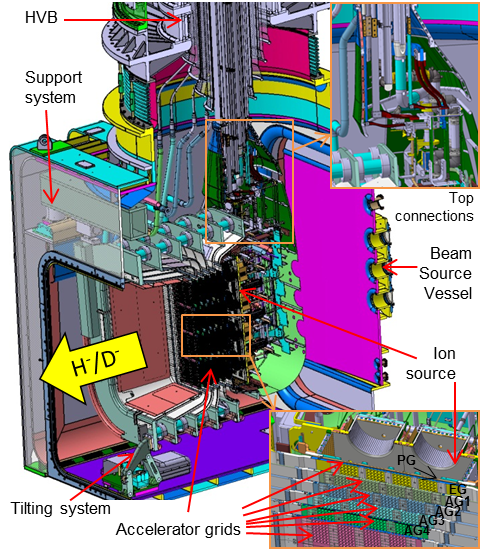 HVB
Support
system
Top
connections
Beam
Source
Vessel
H-/D-
Ion
source
PG
EG
AG1
AG2
AG3
AG4
Tilting system
Accelerator grids